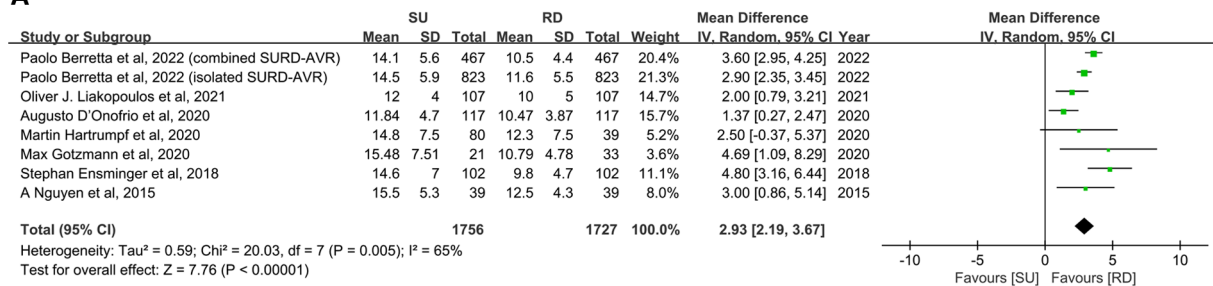 A
SU RD Mean Difference Mean Difference
Study or Subgroup Mean SD Total Mean SD Total Weight IV, Random, 95% CI Year IV, Random, 95% CI
Paolo Berretta et al, 2022 (combined SURD-AVR) 14.1 5.6 467 10.5 4.4 467 20.4% 3.60 [2.95, 4.25] 2022
Paolo Berretta et al, 2022 (isolated SURD-AVR) 14.5 5.9 823 11.6 5.5 823 21.3% 2.90 [2.35, 3.45] 2022
Oliver J. Liakopoulos et al, 2021 12 4 107 10 5 107 14.7% 2.00 [0.79, 3.21] 2021
Augusto D'Onofrio et al, 2020 11.84 4.7 117 10.47 3.87 117 15.7% 1.37 [0.27, 2.47] 2020
Martin Hartrumpf et al, 2020 14.8 7.5 80 12.3 7.5 39 5.2% 2.50 [-0.37, 5.37] 2020
Max Gotzmann et al, 2020 15.48 7.51 21 10.79 4.78 33 3.6% 4.69 [1.09, 8.29] 2020
Stephan Ensminger et al, 2018 14.6 7 102 9.8 4.7 102 11.1% 4.80 [3.16, 6.44] 2018
A Nguyen et al, 2015 15.5 5.3 39 12.5 4.3 39 8.0% 3.00 [0.86, 5.14] 2015
Total (95% CI) 1756 1727 100.0% 2.93 [2.19, 3.67]
Heterogeneity: Tau² = 0.59; Chi² = 20.03, df = 7 (P = 0.005); I² = 65%
Test for overall effect: Z = 7.76 (P < 0.00001)
-10 -5 0 5 10
Favours [SU] Favours [RD]